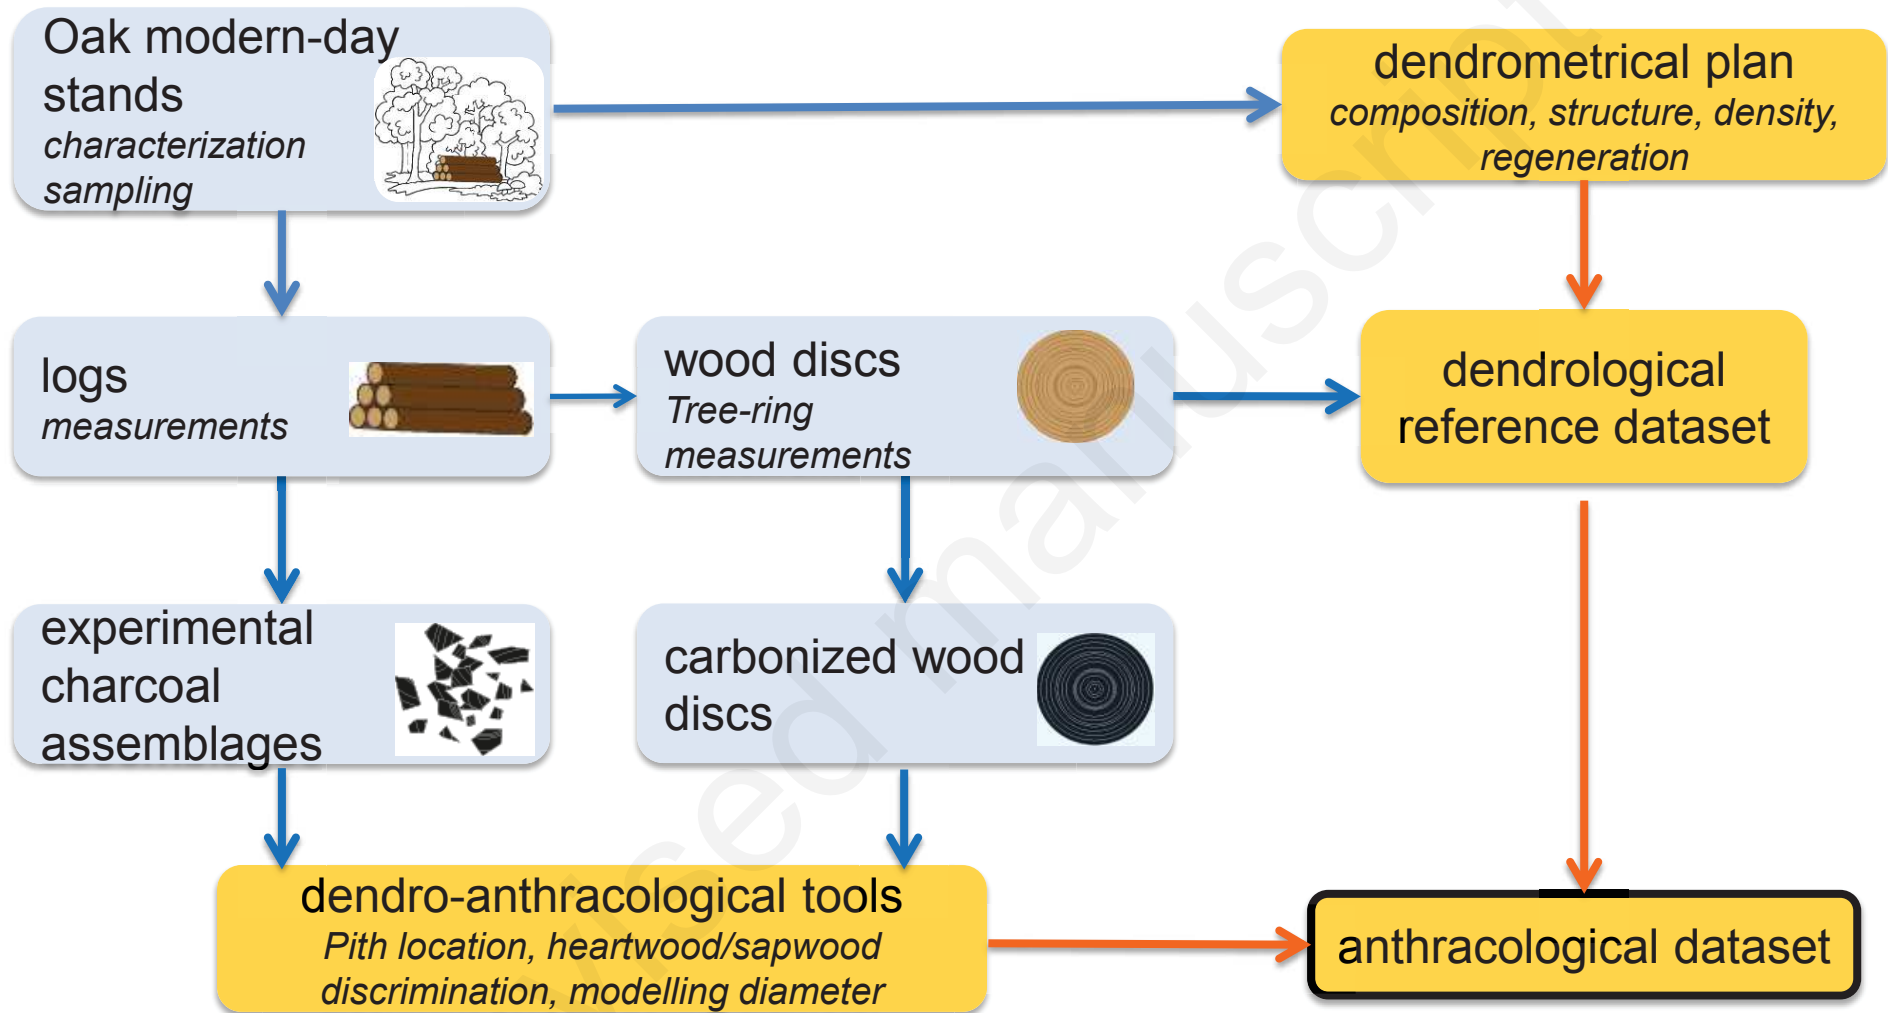 Oak modern-day
stands
characterization
sampling
dendrometrical plan
composition, structure, density,
regeneration
logs
measurements
wood discs
Tree-ring
measurements
dendrological
reference dataset
experimental
charcoal
assemblages
carbonized wood
discs
dendro-anthracological tools
Pith location, heartwood/sapwood
discrimination, modelling diameter
anthracological dataset
vised manuscript